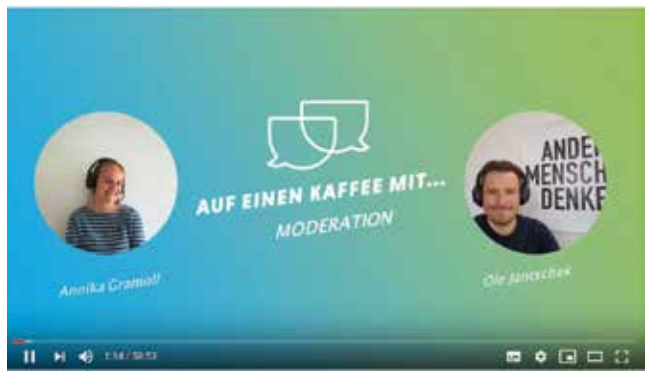 AUF EINEN KAFFEE MIT...
MODERATION
ANDE
MENSCH
DENKE
Annika Gramoll
Ole Jantschek
1:14 / 59:53